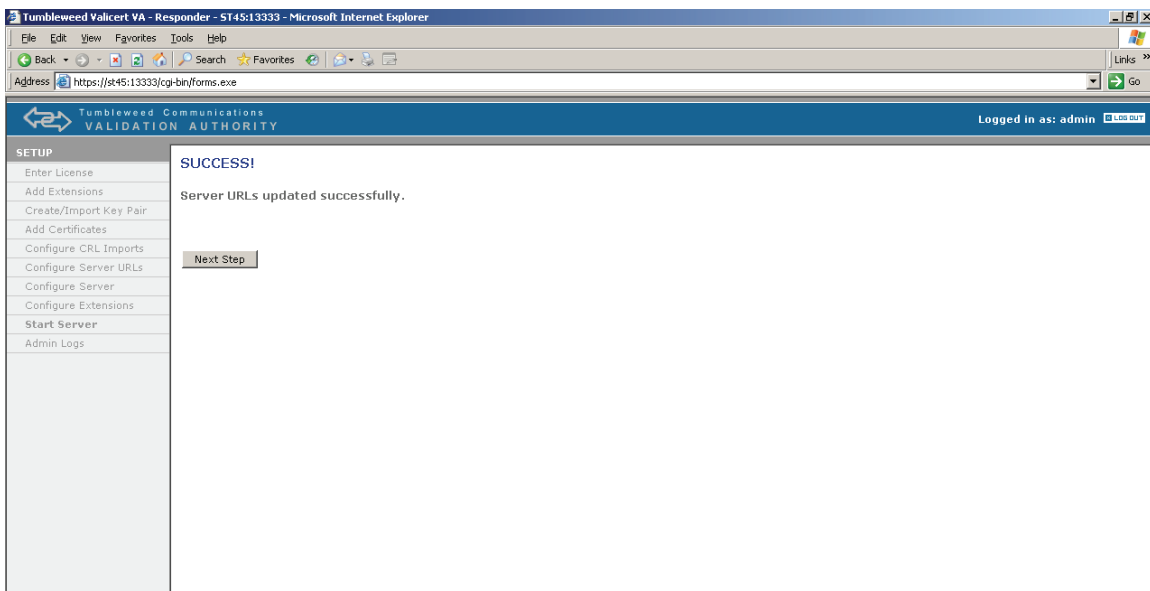 Tumbleweed Valicert VA - Responder - ST45:13333 - Microsoft Internet Explorer
File Edit View Favorites Tools Help
Back Search Favorites Links »
Address https://st45:13333/cgi-bin/forms.exe Go
Tumbleweed Communications
VALIDATION AUTHORITY
Logged in as: admin LOG OUT
SETUP
Enter License
Add Extensions
Create/Import Key Pair
Add Certificates
Configure CRL Imports
Configure Server URLs
Configure Server
Configure Extensions
Start Server
Admin Logs
SUCCESS!
Server URLs updated successfully.
Next Step